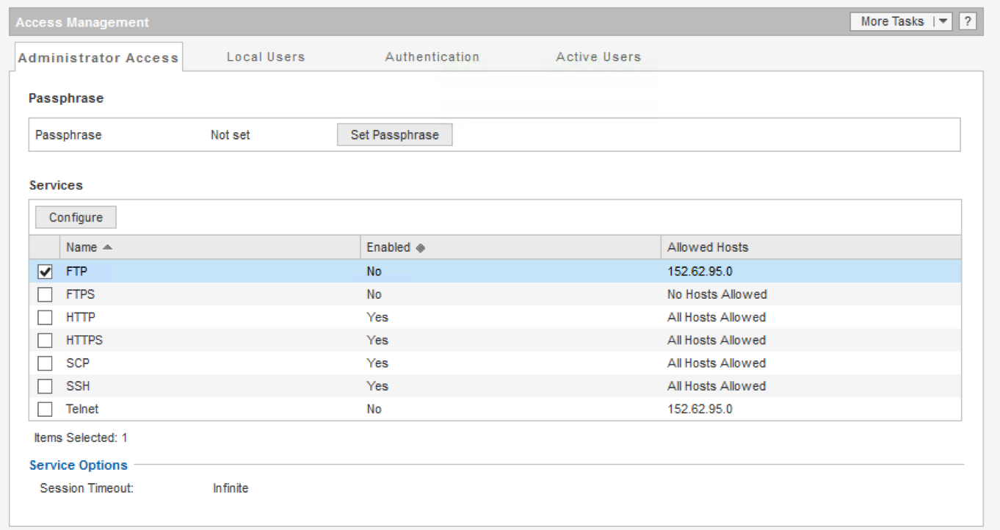 Access Management More Tasks ?
Administrator Access Local Users Authentication Active Users
Passphrase
Passphrase Not set Set Passphrase
Services
Configure
Name Enabled Allowed Hosts
FTP No 152.62.95.0
FTPS No No Hosts Allowed
HTTP Yes All Hosts Allowed
HTTPS Yes All Hosts Allowed
SCP Yes All Hosts Allowed
SSH Yes All Hosts Allowed
Telnet No 152.62.95.0
Items Selected: 1
Service Options
Session Timeout: Infinite